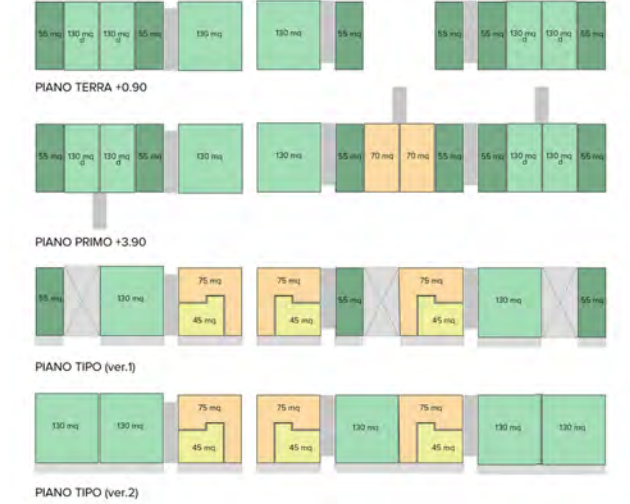 55 mq 130 mq d 130 mq d 55 mq 130 mq 130 mq 55 mq 55 mq 55 mq 130 mq d 130 mq d 55 mq
PIANO TERRA +0.90
55 mq 130 mq d 130 mq d 55 mq 130 mq 130 mq 55 mq 70 mq 70 mq 55 mq 55 mq 130 mq d 130 mq d 55 mq
PIANO PRIMO +3.90
75 mq 75 mq 75 mq
55 mq 130 mq 55 mq 130 mq 55 mq
45 mq 45 mq 45 mq
PIANO TIPO (ver.1)
75 mq 75 mq 75 mq
130 mq 130 mq 130 mq 130 mq 130 mq
45 mq 45 mq 45 mq
PIANO TIPO (ver.2)